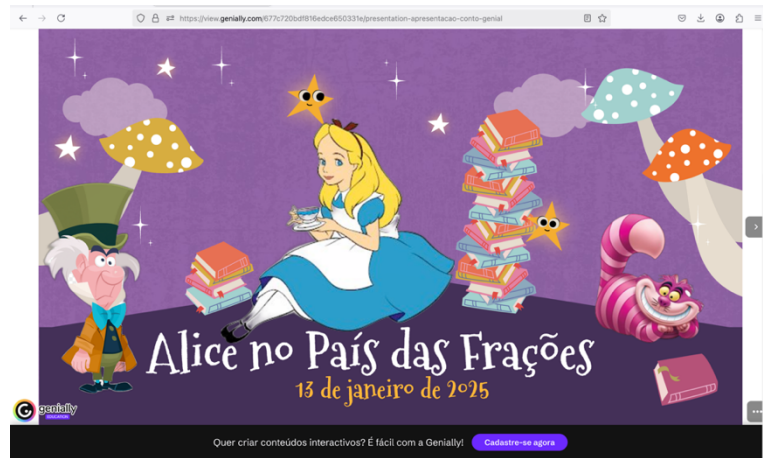 https://view.genially.com/677c720bdf816edce650331e/presentation-apresentacao-conto-genial
Alice no País das Frações
13 de janeiro de 2025
genially
EDUCATION
Quer criar conteúdos interactivos? É fácil com a Genially!
Cadastre-se agora